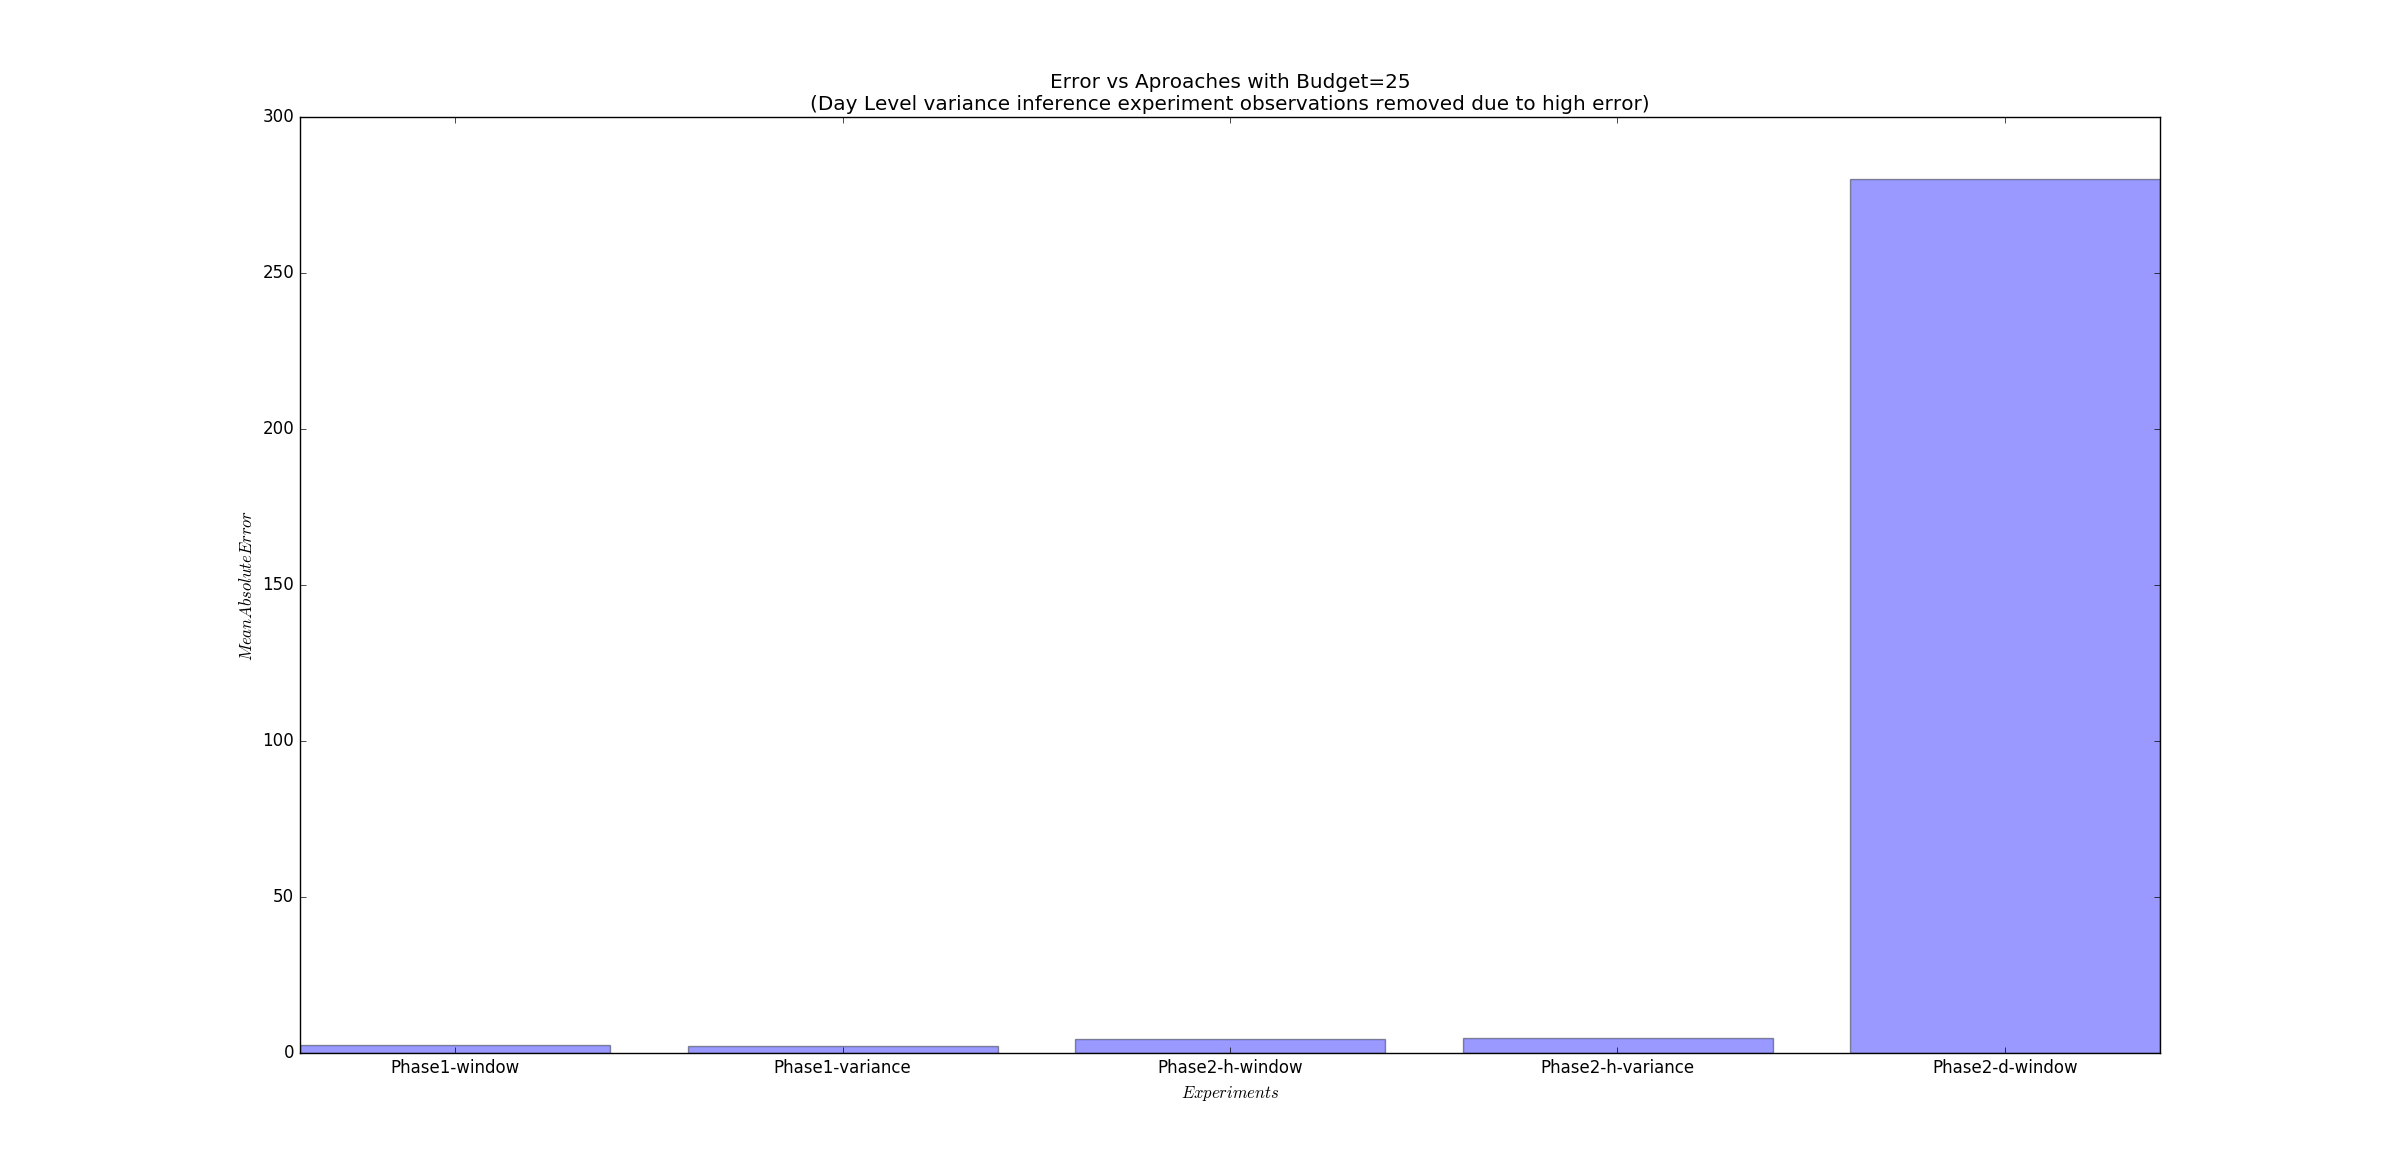 Error vs Aproaches with Budget=25
(Day Level variance inference experiment observations removed due to high error)
300
250
200
150
100
50
0
MeanAbsoluteError
Phase1-window
Phase1-variance
Phase2-h-window
Phase2-h-variance
Phase2-d-window
Experiments